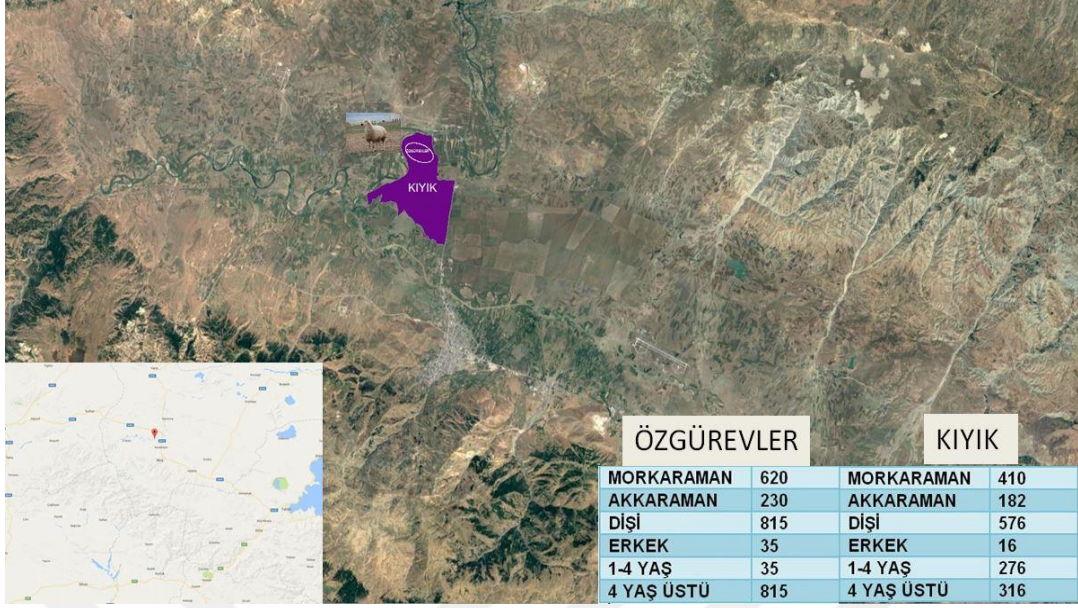 ÖZGÜREVLER
KIYIK
ÖZGÜREVLER KIYIK
MORKARAMAN 620 MORKARAMAN 410
AKKARAMAN 230 AKKARAMAN 182
DİŞİ 815 DİŞİ 576
ERKEK 35 ERKEK 16
1-4 YAŞ 35 1-4 YAŞ 276
4 YAŞ ÜSTÜ 815 4 YAŞ ÜSTÜ 316